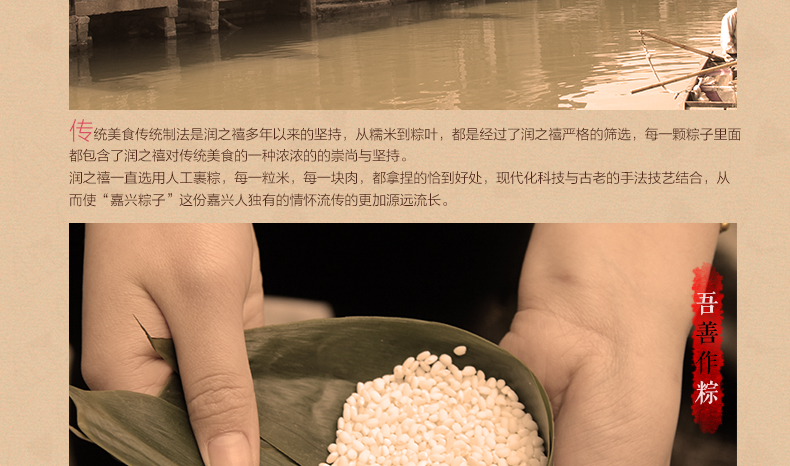 传统美食传统制法是润之禧多年以来的坚持，从糯米到粽叶，都是经过了润之禧严格的筛选，每一颗粽子里面
都包含了润之禧对传统美食的一种浓浓的的崇尚与坚持。
润之禧一直选用人工裹粽，每一粒米，每一块肉，都拿捏的恰到好处，现代化科技与古老的手法技艺结合，从
而使“嘉兴粽子”这份嘉兴人独有的情怀流传的更加源远流长。
吾善作粽